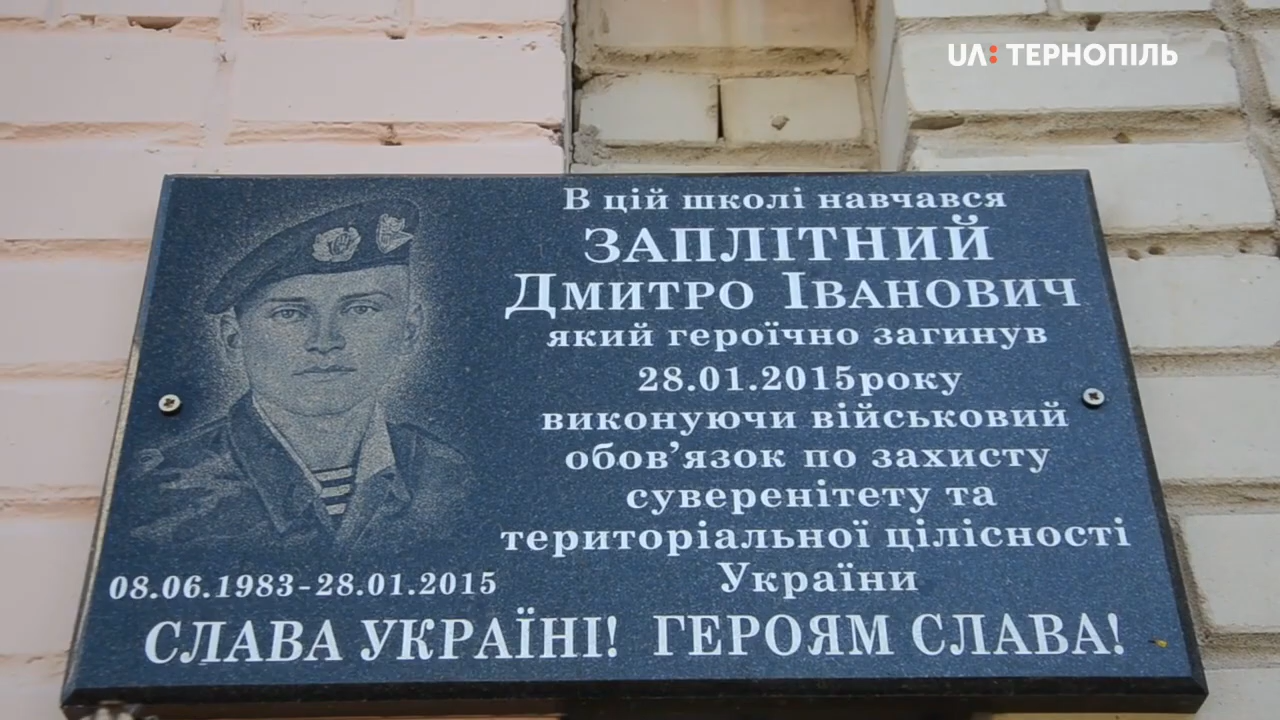 UA: ТЕРНОПІЛЬ
В цій школі навчався
ЗАПЛІТНИЙ
Дмитро Іванович
який героїчно загинув
28.01.2015року
виконуючи військовий
обов’язок по захисту
суверенітету та
територіальної цілісності
України
08.06.1983-28.01.2015
СЛАВА УКРАЇНІ! ГЕРОЯМ СЛАВА!